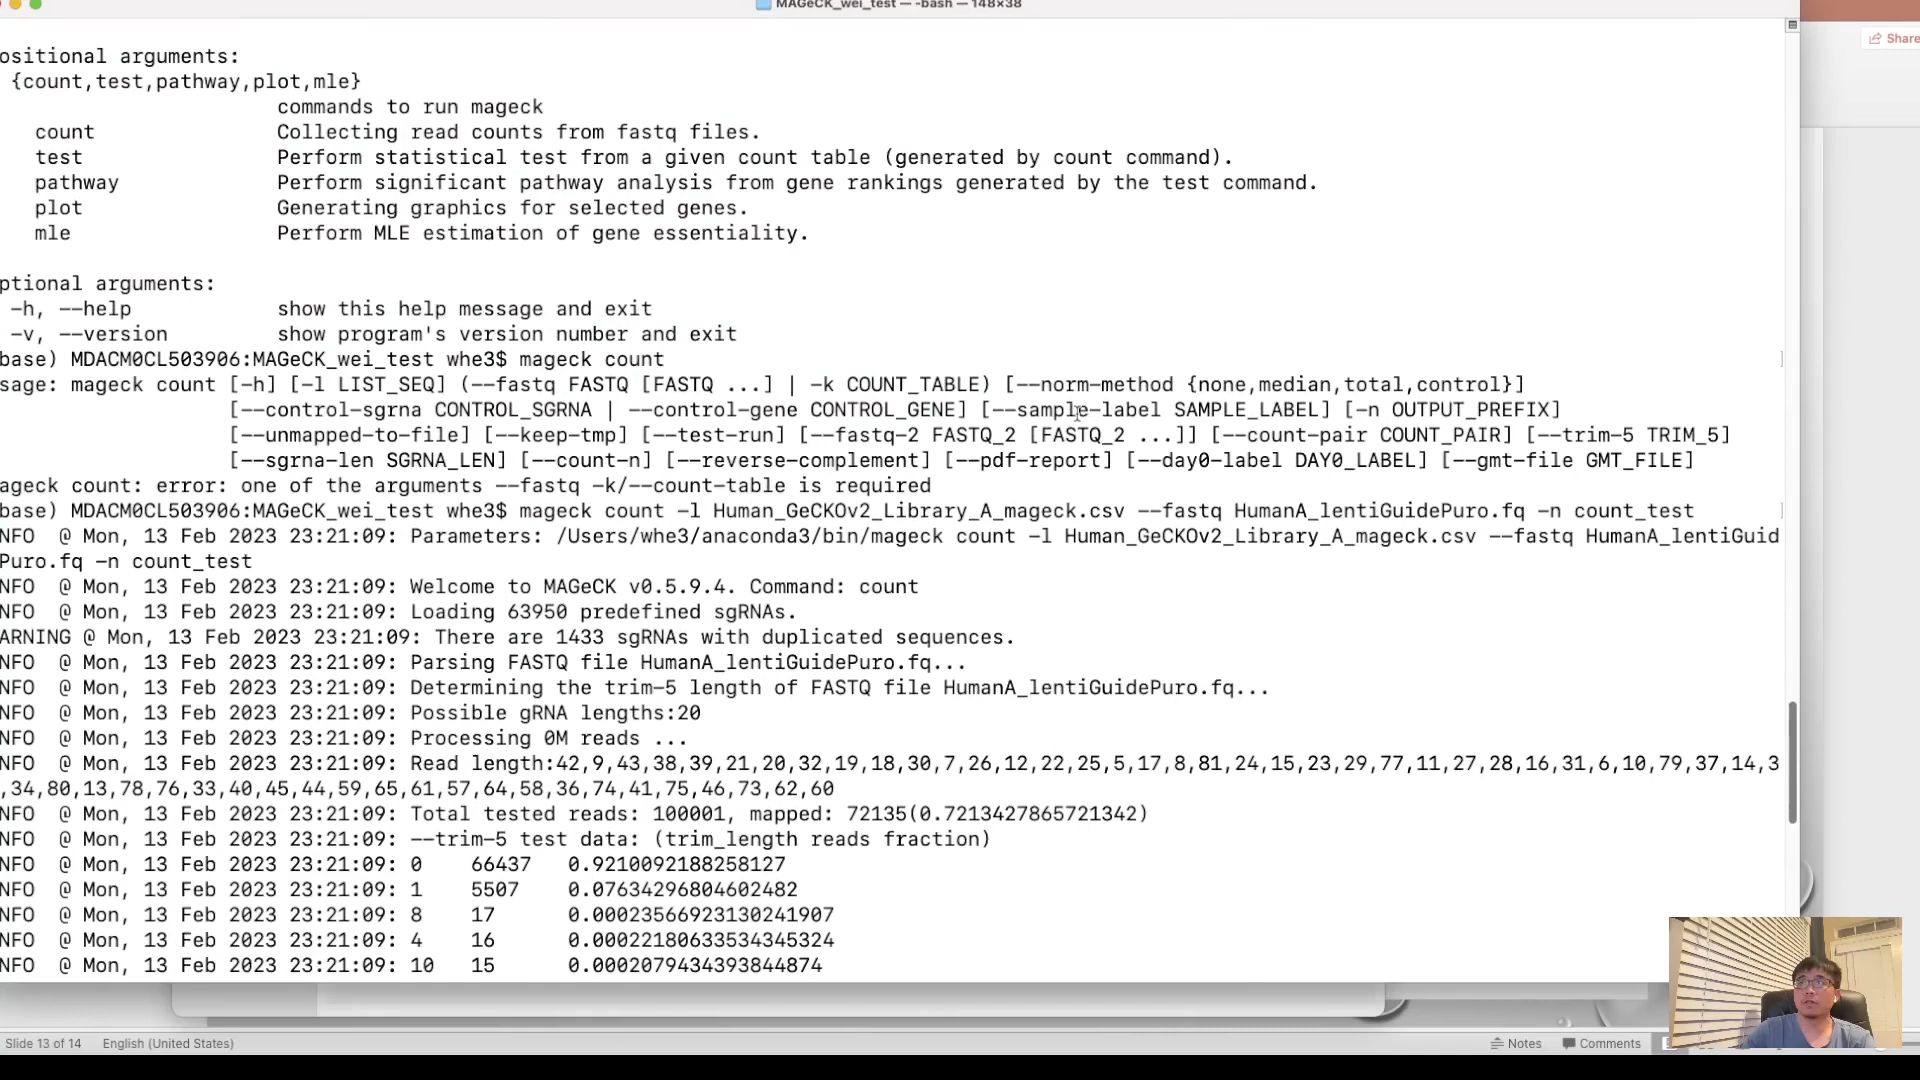 MAGeCK_wei_test — -bash — 148×38
Share
ositional arguments:
{count,test,pathway,plot,mle}
commands to run mageck
count Collecting read counts from fastq files.
test Perform statistical test from a given count table (generated by count command).
pathway Perform significant pathway analysis from gene rankings generated by the test command.
plot Generating graphics for selected genes.
mle Perform MLE estimation of gene essentiality.
ptional arguments:
-h, --help show this help message and exit
-v, --version show program's version number and exit
base) MDACM0CL503906:MAGeCK_wei_test whe3$ mageck count
sage: mageck count [-h] [-l LIST_SEQ] (--fastq FASTQ [FASTQ ...] | -k COUNT_TABLE) [--norm-method {none,median,total,control}]
[--control-sgrna CONTROL_SGRNA | --control-gene CONTROL_GENE] [--sample-label SAMPLE_LABEL] [-n OUTPUT_PREFIX]
[--unmapped-to-file] [--keep-tmp] [--test-run] [--fastq-2 FASTQ_2 [FASTQ_2 ...]] [--count-pair COUNT_PAIR] [--trim-5 TRIM_5]
[--sgrna-len SGRNA_LEN] [--count-n] [--reverse-complement] [--pdf-report] [--day0-label DAY0_LABEL] [--gmt-file GMT_FILE]
ageck count: error: one of the arguments --fastq -k/--count-table is required
base) MDACM0CL503906:MAGeCK_wei_test whe3$ mageck count -l Human_GeCKOv2_Library_A_mageck.csv --fastq HumanA_lentiGuidePuro.fq -n count_test
NFO @ Mon, 13 Feb 2023 23:21:09: Parameters: /Users/whe3/anaconda3/bin/mageck count -l Human_GeCKOv2_Library_A_mageck.csv --fastq HumanA_lentiGuid
Puro.fq -n count_test
NFO @ Mon, 13 Feb 2023 23:21:09: Welcome to MAGeCK v0.5.9.4. Command: count
NFO @ Mon, 13 Feb 2023 23:21:09: Loading 63950 predefined sgRNAs.
ARNING @ Mon, 13 Feb 2023 23:21:09: There are 1433 sgRNAs with duplicated sequences.
NFO @ Mon, 13 Feb 2023 23:21:09: Parsing FASTQ file HumanA_lentiGuidePuro.fq...
NFO @ Mon, 13 Feb 2023 23:21:09: Determining the trim-5 length of FASTQ file HumanA_lentiGuidePuro.fq...
NFO @ Mon, 13 Feb 2023 23:21:09: Possible gRNA lengths:20
NFO @ Mon, 13 Feb 2023 23:21:09: Processing 0M reads ...
NFO @ Mon, 13 Feb 2023 23:21:09: Read length:42,9,43,38,39,21,20,32,19,18,30,7,26,12,22,25,5,17,8,81,24,15,23,29,77,11,27,28,16,31,6,10,79,37,14,3
,34,80,13,78,76,33,40,45,44,59,65,61,57,64,58,36,74,41,75,46,73,62,60
NFO @ Mon, 13 Feb 2023 23:21:09: Total tested reads: 100001, mapped: 72135(0.7213427865721342)
NFO @ Mon, 13 Feb 2023 23:21:09: --trim-5 test data: (trim_length reads fraction)
NFO @ Mon, 13 Feb 2023 23:21:09: 0 66437 0.9210092188258127
NFO @ Mon, 13 Feb 2023 23:21:09: 1 5507 0.07634296804602482
NFO @ Mon, 13 Feb 2023 23:21:09: 8 17 0.00023566923130241907
NFO @ Mon, 13 Feb 2023 23:21:09: 4 16 0.00022180633534345324
NFO @ Mon, 13 Feb 2023 23:21:09: 10 15 0.0002079434393844874
Slide 13 of 14 English (United States) Notes Comments